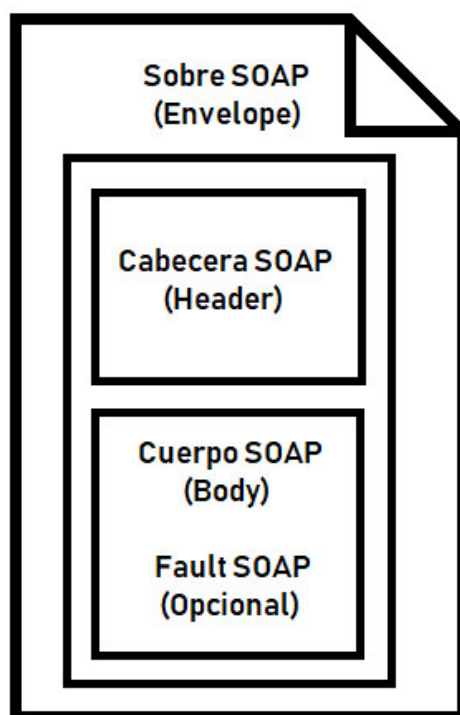 Sobre SOAP
(Envelope)
Cabecera SOAP
(Header)
Cuerpo SOAP
(Body)
Fault SOAP
(Opcional)